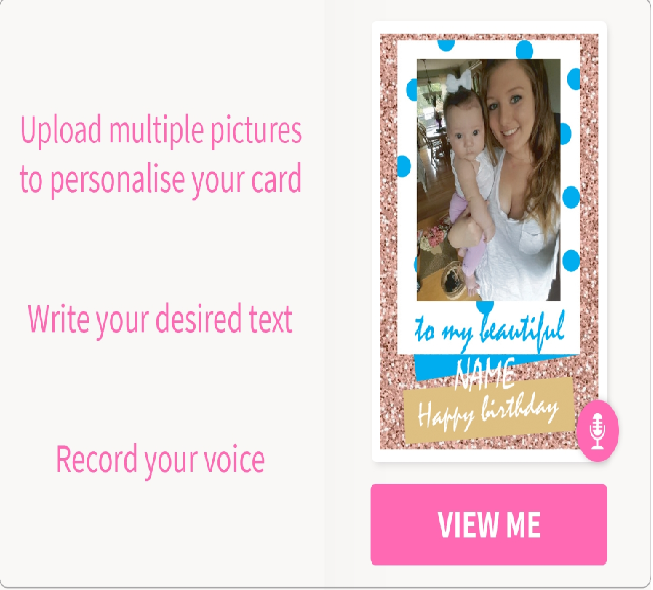 Upload multiple pictures
to personalise your card
Write your desired text
Record your voice
to my beautiful
NAME
Happy birthday
VIEW ME